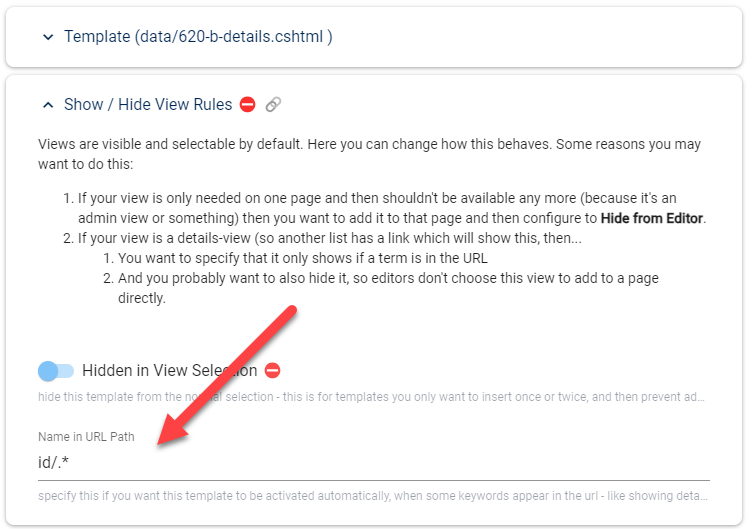 Template (data/620-b-details.cshtml )
Show / Hide View Rules
Views are visible and selectable by default. Here you can change how this behaves. Some reasons you may
want to do this:
1. If your view is only needed on one page and then shouldn't be available any more (because it's an
admin view or something) then you want to add it to that page and then configure to Hide from Editor.
2. If your view is a details-view (so another list has a link which will show this, then...
1. You want to specify that it only shows if a term is in the URL
2. And you probably want to also hide it, so editors don't choose this view to add to a page
directly.
Hidden in View Selection
hide this template from the normal selection - this is for templates you only want to insert once or twice, and then prevent ad...
Name in URL Path
id/.*
specify this if you want this template to be activated automatically, when some keywords appear in the url - like showing deta...